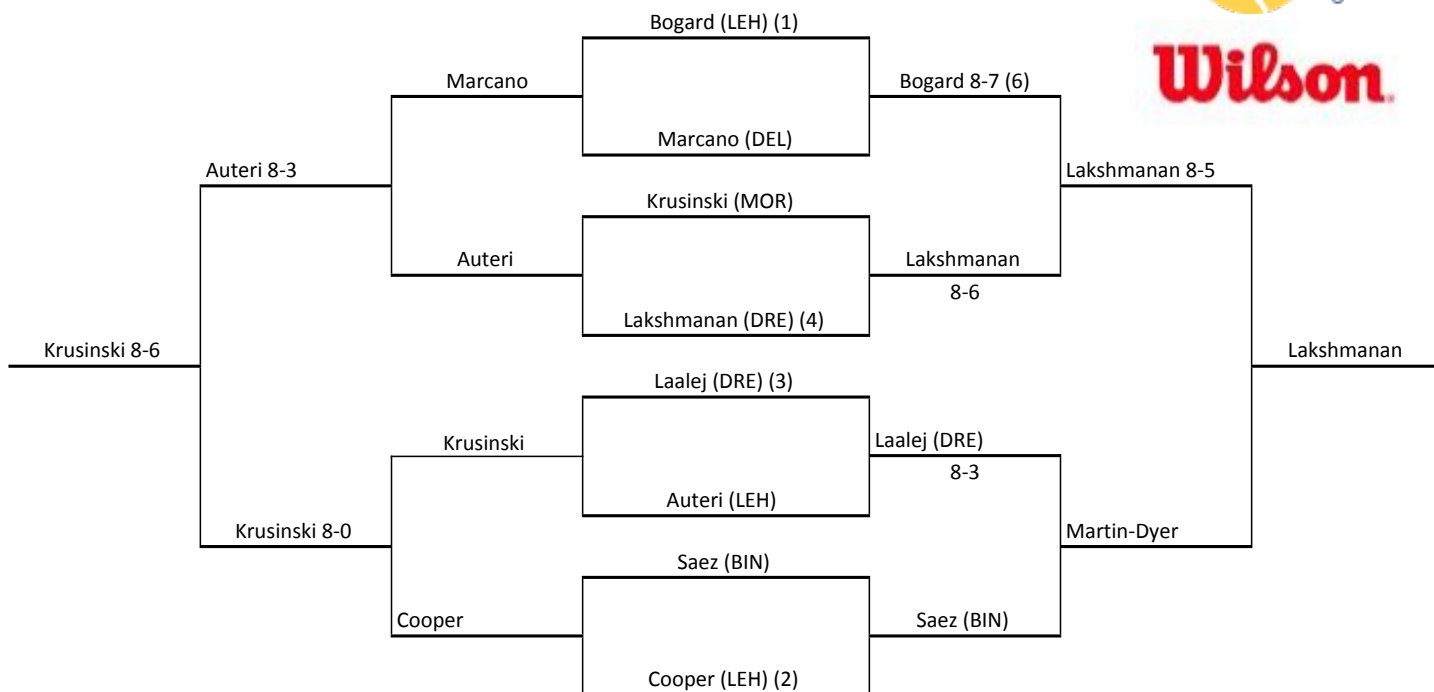 Bogard (LEH) (1)
Wilson
Marcano
Bogard 8-7 (6)
Marcano (DEL)
Auteri 8-3
Lakshmanan 8-5
Krusinski (MOR)
Auteri
Lakshmanan
8-6
Lakshmanan (DRE) (4)
Krusinski 8-6
Lakshmanan
Laalej (DRE) (3)
Krusinski
Laalej (DRE)
8-3
Auteri (LEH)
Krusinski 8-0
Martin-Dyer
Saez (BIN)
Cooper
Saez (BIN)
Cooper (LEH) (2)